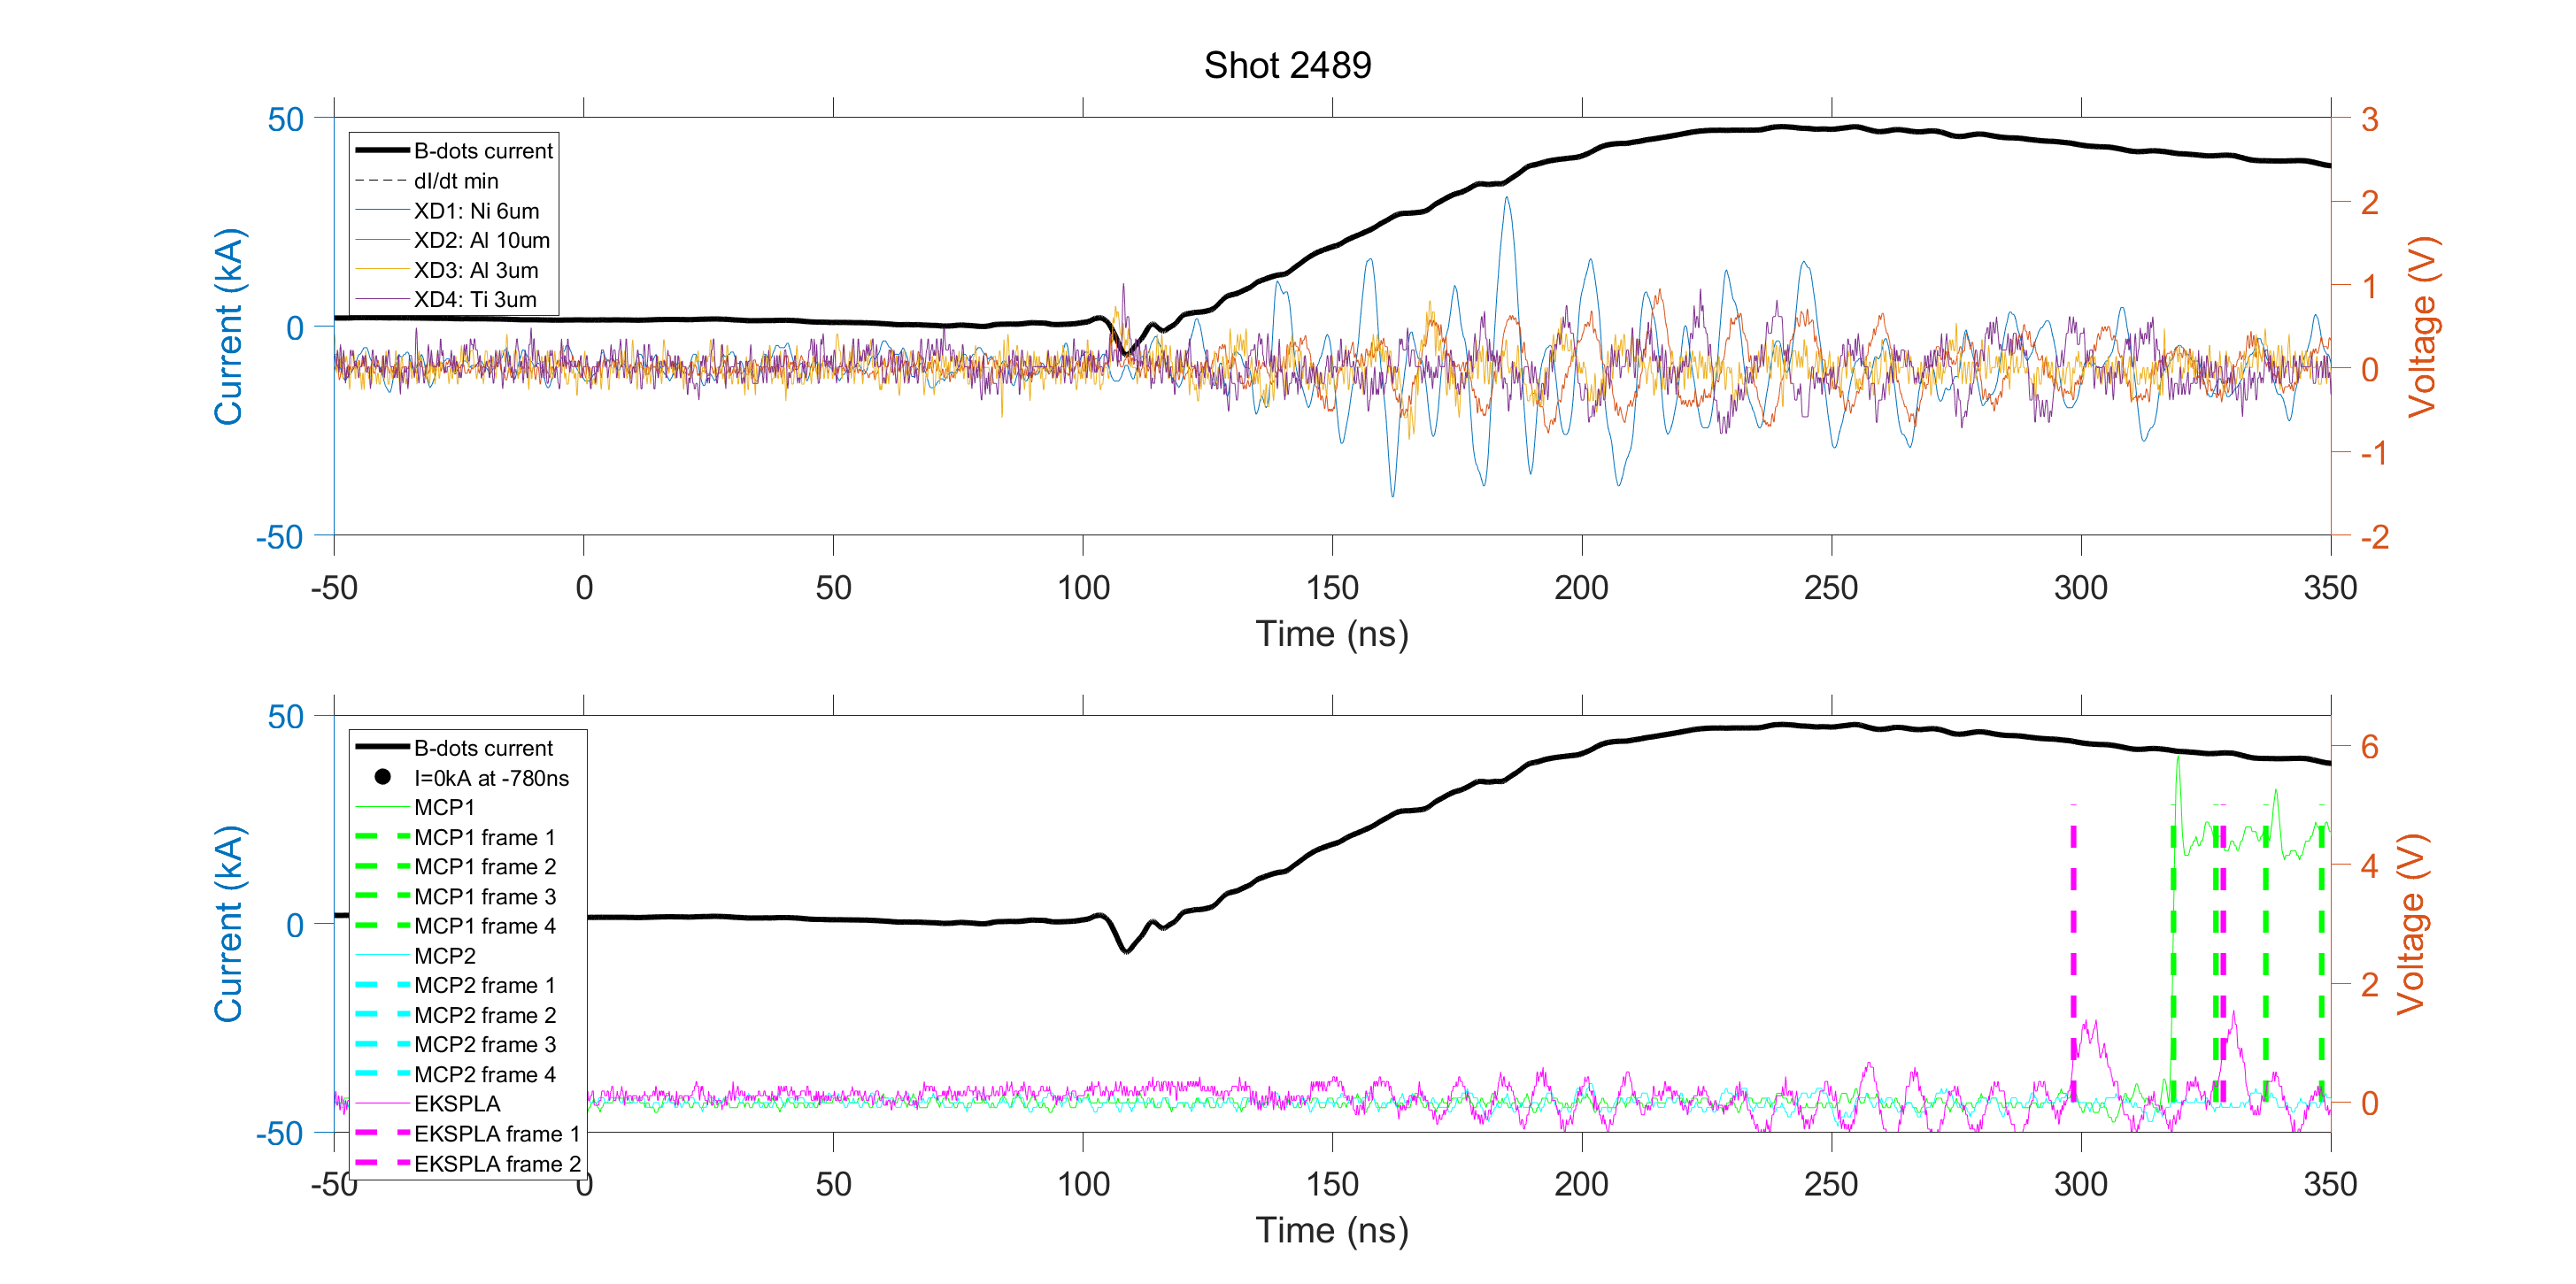 Shot 2489
50
0
-50
Current (kA)
B-dots current
dI/dt min
XD1: Ni 6um
XD2: Al 10um
XD3: Al 3um
XD4: Ti 3um
3
2
1
0
-1
-2
Voltage (V)
-50 0 50 100 150 200 250 300 350
Time (ns)
50
0
-50
Current (kA)
B-dots current
I=0kA at -780ns
MCP1
MCP1 frame 1
MCP1 frame 2
MCP1 frame 3
MCP1 frame 4
MCP2
MCP2 frame 1
MCP2 frame 2
MCP2 frame 3
MCP2 frame 4
EKSPLA
EKSPLA frame 1
EKSPLA frame 2
6
4
2
0
Voltage (V)
-50 0 50 100 150 200 250 300 350
Time (ns)